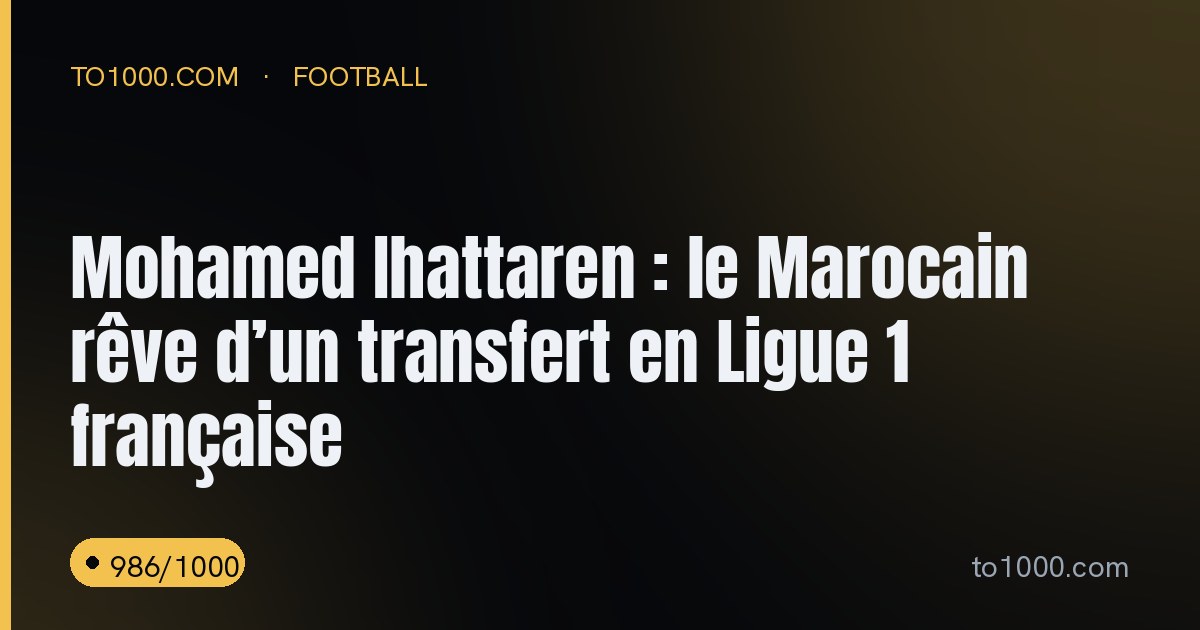 TO1000.COM · FOOTBALL
Mohamed Ihattaren : le Marocain
rêve d’un transfert en Ligue 1
française
986/1000
to1000.com